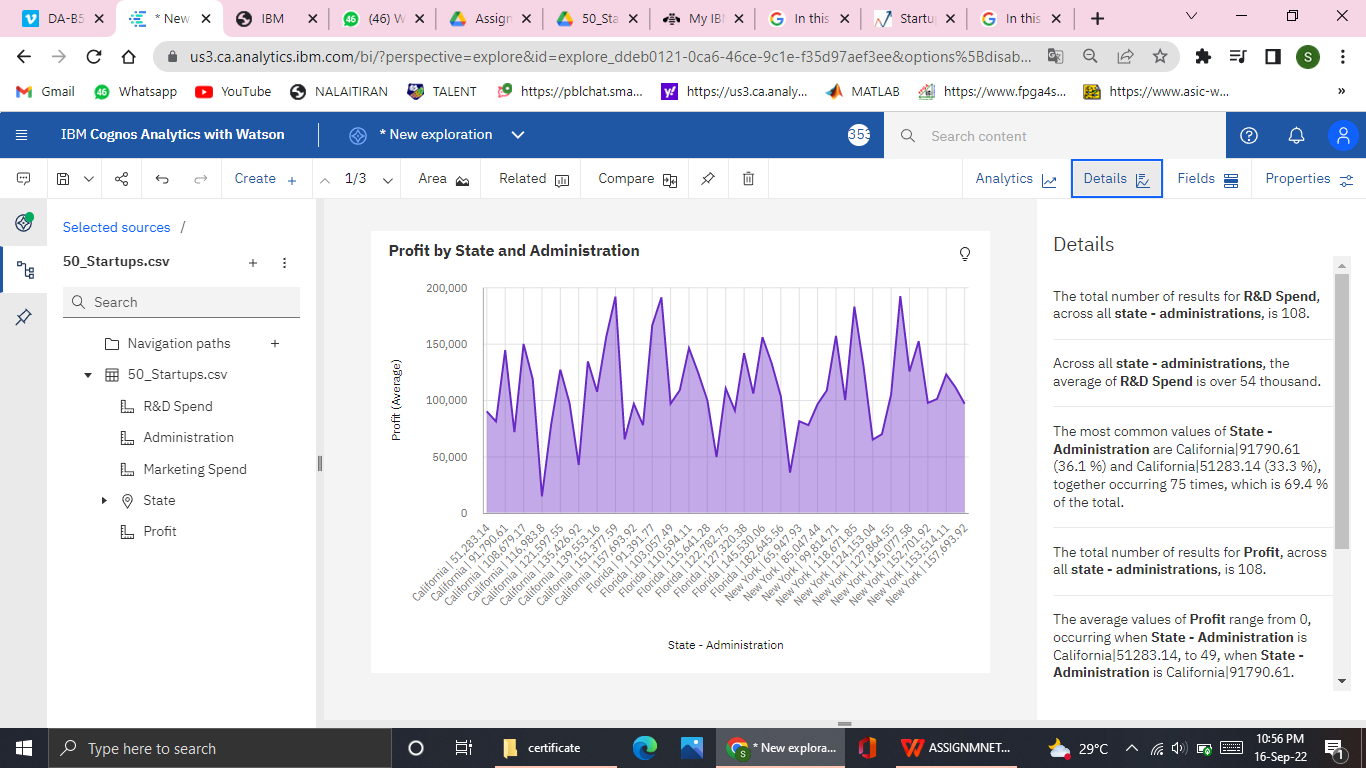 DA-B5
* New
IBM
(46) W
Assign
50_Sta
My IBM
In this
Startu
In this
us3.ca.analytics.ibm.com/bi/?perspective=explore&id=explore_ddeb0121-0ca6-46ce-9c1e-f35d97aef3ee&options%5Bdisab...
S
Gmail
Whatsapp
YouTube
NALAITIRAN
TALENT
https://pblchat.sma...
https://us3.ca.analy...
MATLAB
https://www.fpga4s...
https://www.asic-w...
»
IBM Cognos Analytics with Watson
* New exploration
353
Search content
Create +
1/3
Area
Related
Compare
Analytics
Details
Fields
Properties
Selected sources /
50_Startups.csv
Search
Navigation paths
50_Startups.csv
R&D Spend
Administration
Marketing Spend
State
Profit
Profit by State and Administration
Profit (Average)
200,000
150,000
100,000
50,000
0
California | 51,283.14
California | 91,790.61
California | 108,679.17
California | 116,983.8
California | 121,597.55
California | 135,426.92
California | 139,553.16
California | 151,377.59
California | 157,693.92
Florida | 91,391.77
Florida | 103,057.49
Florida | 110,594.11
Florida | 115,641.28
Florida | 122,782.75
Florida | 127,320.38
Florida | 145,530.06
Florida | 182,645.56
New York | 65,947.93
New York | 85,047.44
New York | 99,814.71
New York | 118,671.85
New York | 124,153.04
New York | 127,864.55
New York | 145,077.58
New York | 152,701.92
New York | 153,514.11
New York | 157,693.92
State - Administration
Details
The total number of results for R&D Spend,
across all state - administrations, is 108.
Across all state - administrations, the
average of R&D Spend is over 54 thousand.
The most common values of State -
Administration are California|91790.61
(36.1 %) and California|51283.14 (33.3 %),
together occurring 75 times, which is 69.4 %
of the total.
The total number of results for Profit, across
all state - administrations, is 108.
The average values of Profit range from 0,
occurring when State - Administration is
California|51283.14, to 49, when State -
Administration is California|91790.61.
Type here to search
certificate
* New explora...
ASSIGNMNET...
29°C
10:56 PM
16-Sep-22
1